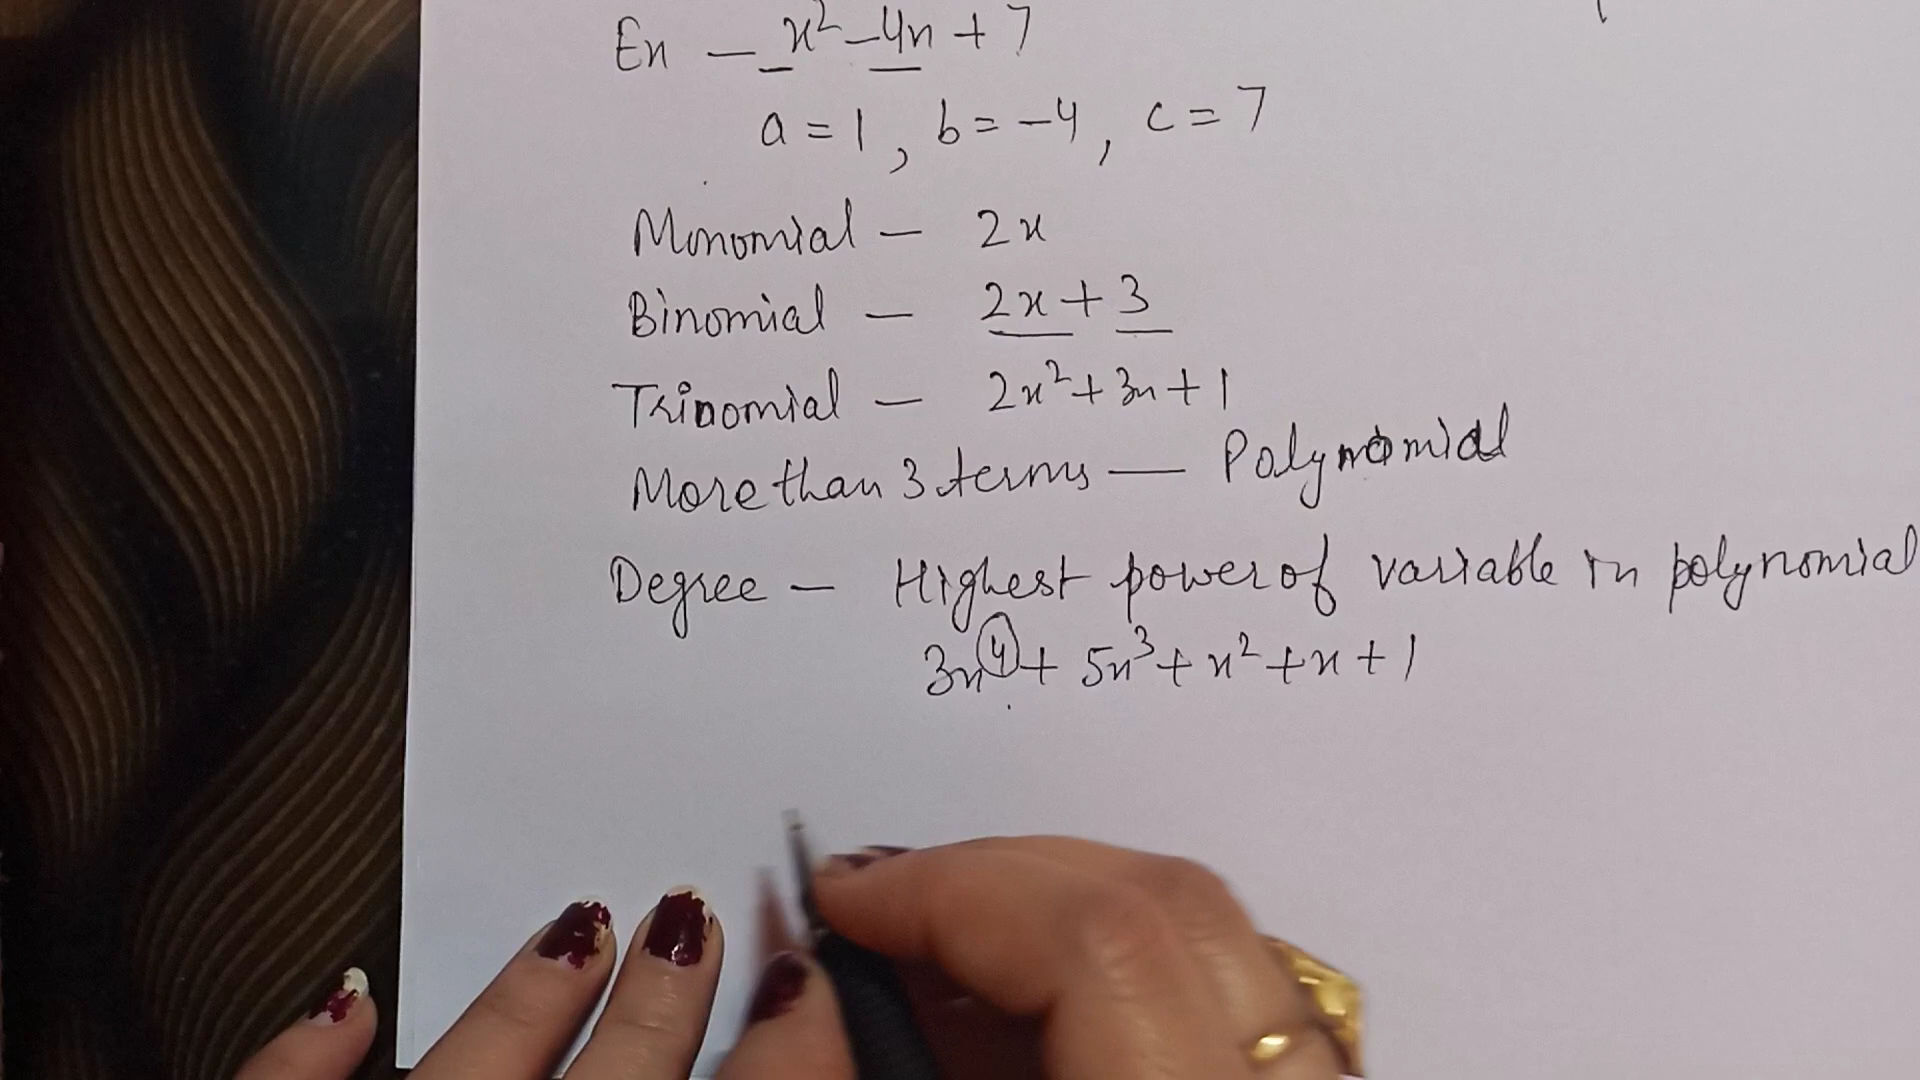 Ex — x² - 4x + 7
a = 1 , b = -4 , c = 7
Monomial — 2x
Binomial — 2x + 3
Trinomial — 2x² + 3x + 1
More than 3 terms — Polynomial
Degree — Highest power of variable in polynomial
3x⁴ + 5x³ + x² + x + 1